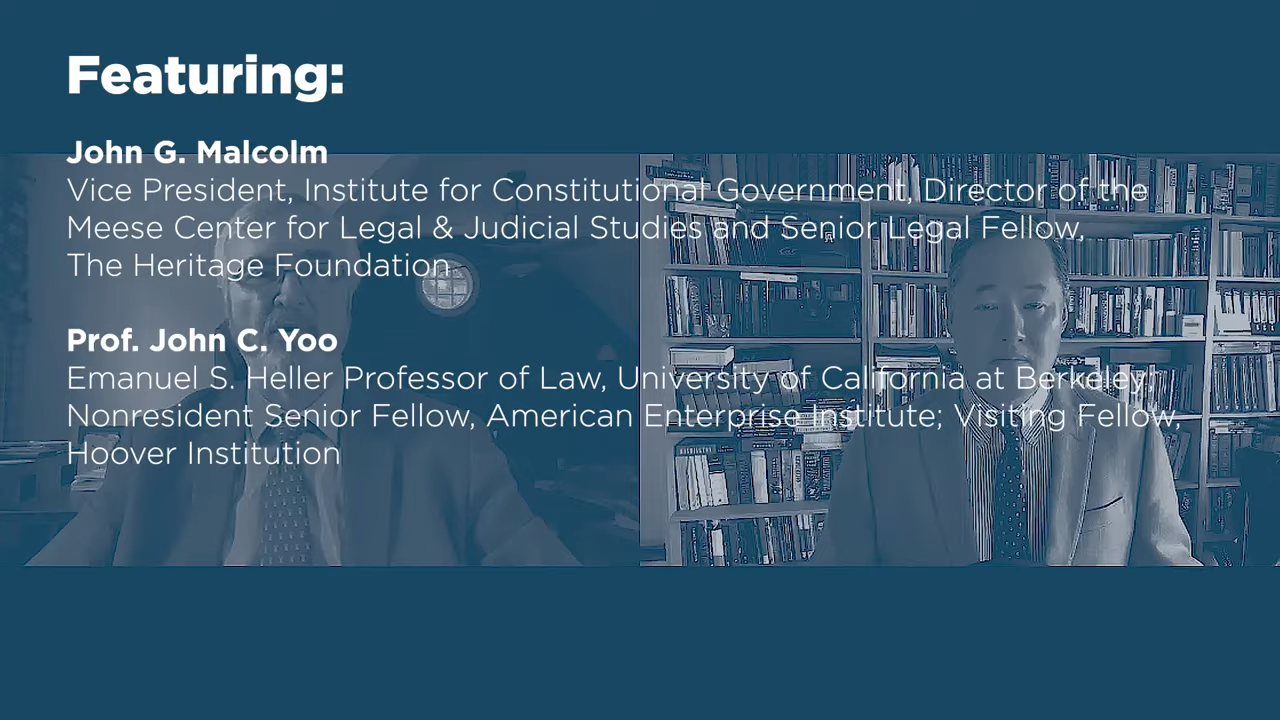 Featuring:
John G. Malcolm
Vice President, Institute for Constitutional Government, Director of the
Meese Center for Legal & Judicial Studies and Senior Legal Fellow,
The Heritage Foundation
Prof. John C. Yoo
Emanuel S. Heller Professor of Law, University of California at Berkeley;
Nonresident Senior Fellow, American Enterprise Institute; Visiting Fellow,
Hoover Institution